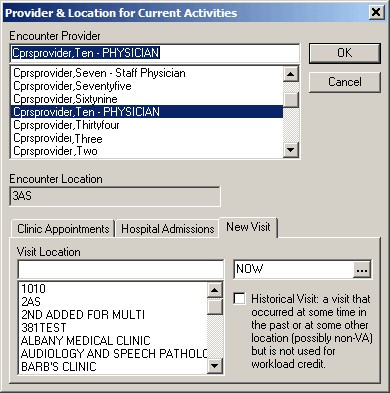 Provider & Location for Current Activities
Encounter Provider
Cprsprovider,Ten - PHYSICIAN
OK
Cprsprovider,Seven - Staff Physician
Cprsprovider,Seventyfive
Cprsprovider,Sixtynine
Cprsprovider,Ten - PHYSICIAN
Cprsprovider,Thirtyfour
Cprsprovider,Three
Cprsprovider,Two
Cancel
Encounter Location
3AS
Clinic Appointments Hospital Admissions New Visit
Visit Location
NOW ...
1010
2AS
2ND ADDED FOR MULTI
381TEST
ALBANY MEDICAL CLINIC
AUDIOLOGY AND SPEECH PATHOLO
BARB'S CLINIC
Historical Visit: a visit that
occurred at some time in
the past or at some other
location (possibly non-VA)
but is not used for
workload credit.